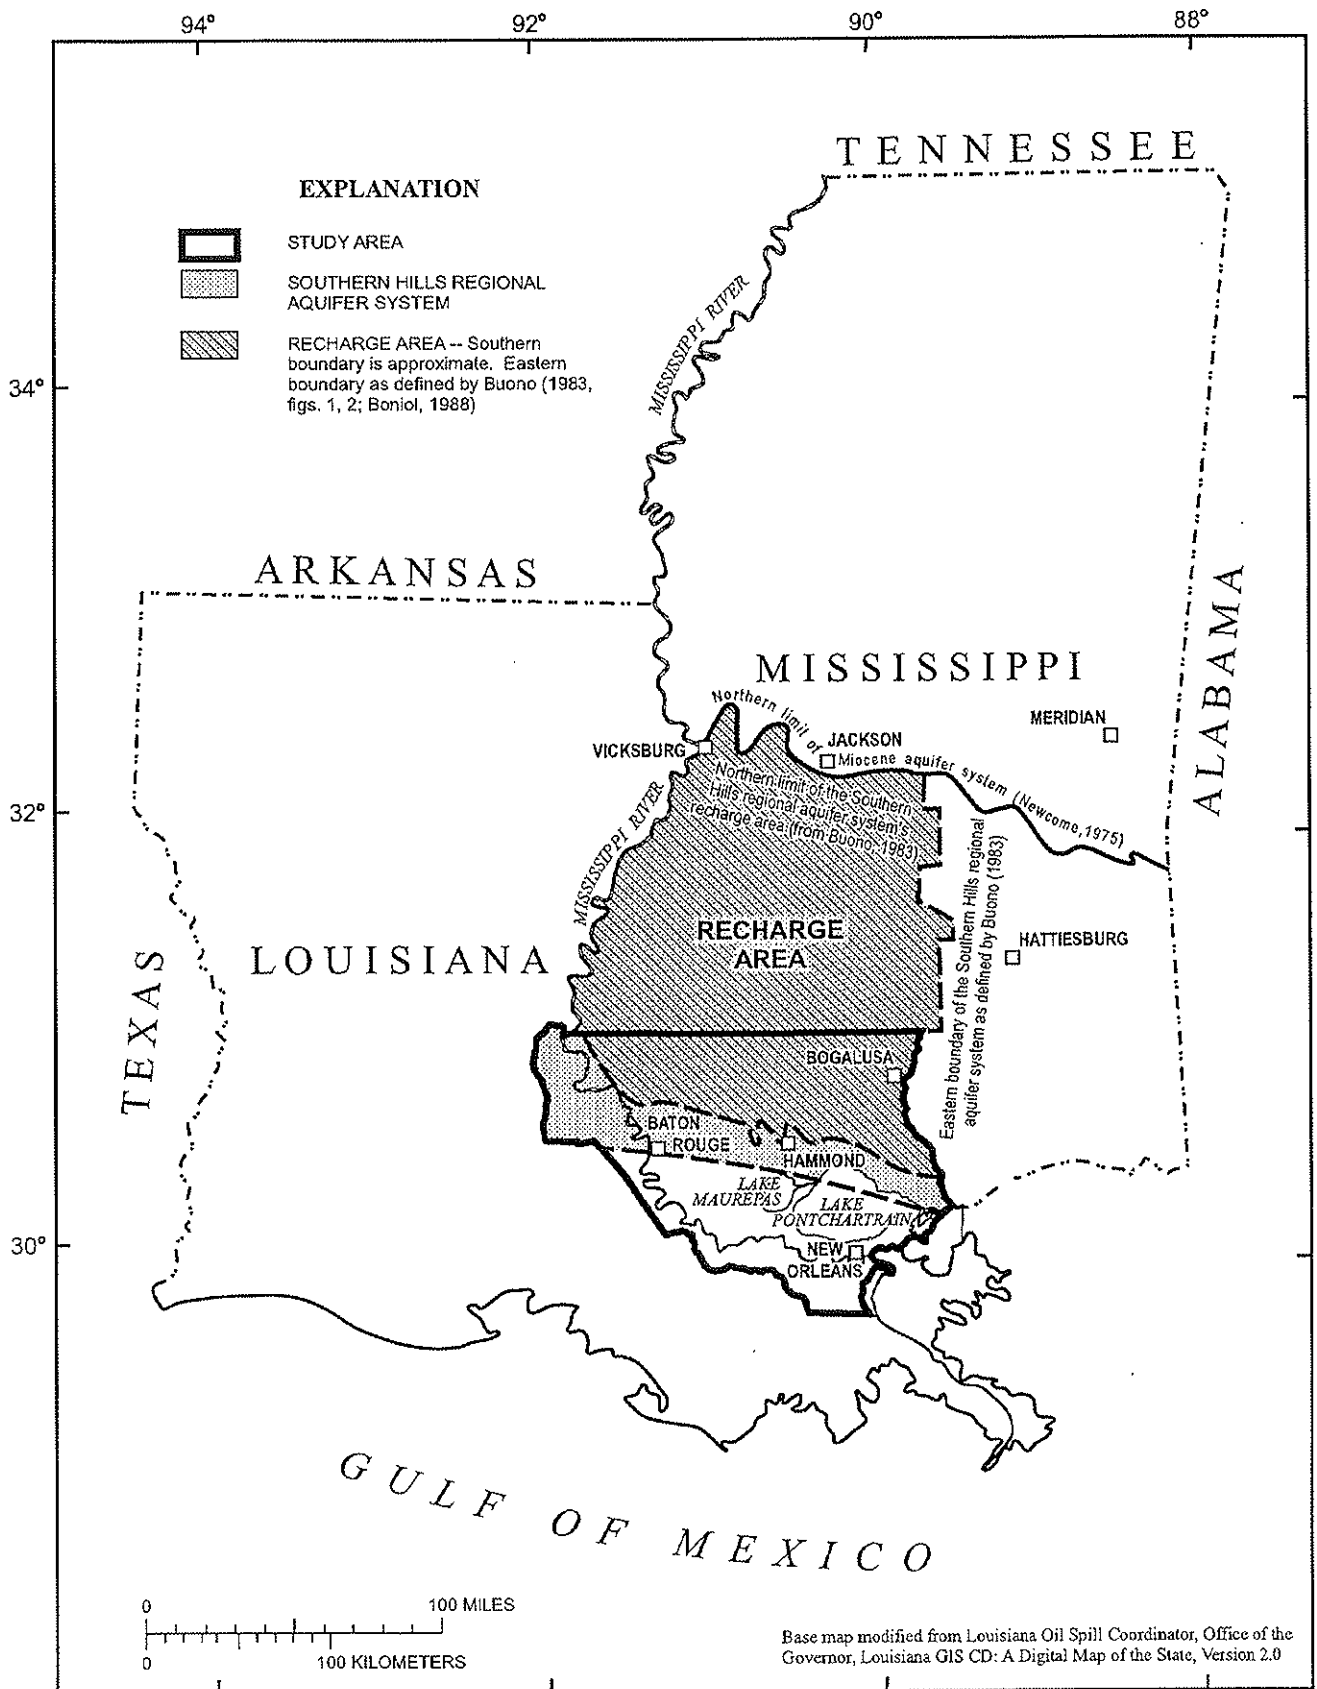 94°
92°
90°
88°
TENNESSEE
EXPLANATION
STUDY AREA
SOUTHERN HILLS REGIONAL
AQUIFER SYSTEM
RECHARGE AREA -- Southern
boundary is approximate. Eastern
boundary as defined by Buono (1983,
figs. 1, 2; Boniol, 1988)
MISSISSIPPI RIVER
34°
ARKANSAS
ALABAMA
MISSISSIPPI
Northern limit of
Miocene aquifer system (Newcome, 1975)
MERIDIAN
VICKSBURG
JACKSON
Northern limit of the Southern
Hills regional aquifer system's
recharge area (from Buono, 1983)
32°
MISSISSIPPI RIVER
Eastern boundary of the Southern Hills regional
aquifer system as defined by Buono (1983)
RECHARGE
AREA
HATTIESBURG
LOUISIANA
TEXAS
BOGALUSA
BATON
ROUGE
HAMMOND
LAKE
MAUREPAS
LAKE
PONTCHARTRAIN
30°
NEW
ORLEANS
GULF OF MEXICO
0 100 MILES
0 100 KILOMETERS
Base map modified from Louisiana Oil Spill Coordinator, Office of the
Governor, Louisiana GIS CD: A Digital Map of the State, Version 2.0